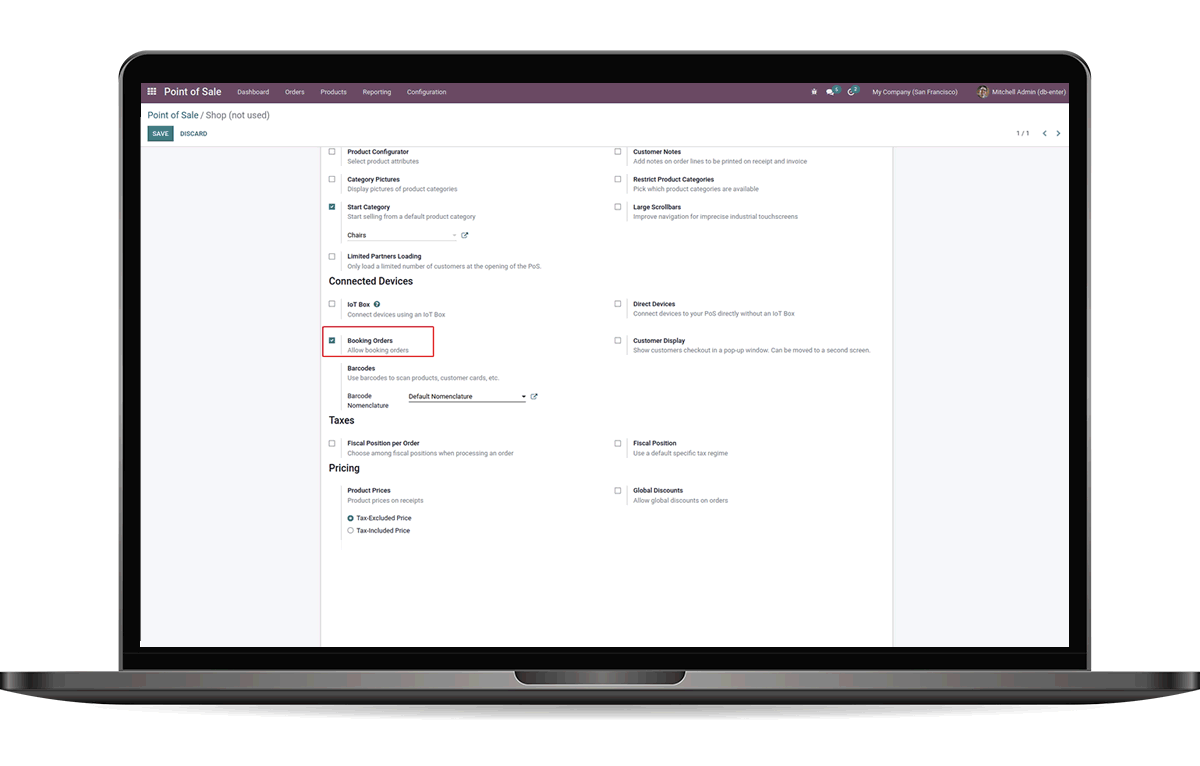 Point of Sale Dashboard Orders Products Reporting Configuration 5 2 My Company (San Francisco) Mitchell Admin (db-enter)
Point of Sale / Shop (not used)
SAVE DISCARD 1 / 1
Product Configurator Customer Notes
Select product attributes Add notes on order lines to be printed on receipt and invoice
Category Pictures Restrict Product Categories
Display pictures of product categories Pick which product categories are available
Start Category Large Scrollbars
Start selling from a default product category Improve navigation for imprecise industrial touchscreens
Chairs
Limited Partners Loading
Only load a limited number of customers at the opening of the PoS.
Connected Devices
IoT Box ? Direct Devices
Connect devices using an IoT Box Connect devices to your PoS directly without an IoT Box
Booking Orders Customer Display
Allow booking orders Show customers checkout in a pop-up window. Can be moved to a second screen.
Barcodes
Use barcodes to scan products, customer cards, etc.
Barcode Default Nomenclature
Nomenclature
Taxes
Fiscal Position per Order Fiscal Position
Choose among fiscal positions when processing an order Use a default specific tax regime
Pricing
Product Prices Global Discounts
Product prices on receipts Allow global discounts on orders
Tax-Excluded Price
Tax-Included Price